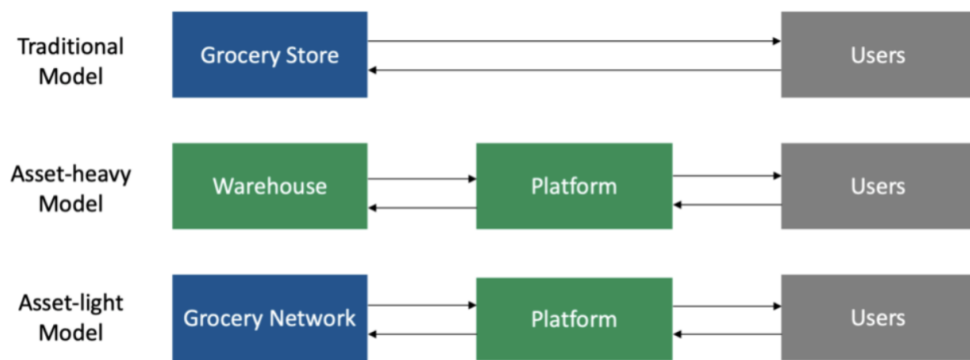 Traditional
Model
Grocery Store
Users
Asset-heavy
Model
Warehouse
Platform
Users
Asset-light
Model
Grocery Network
Platform
Users